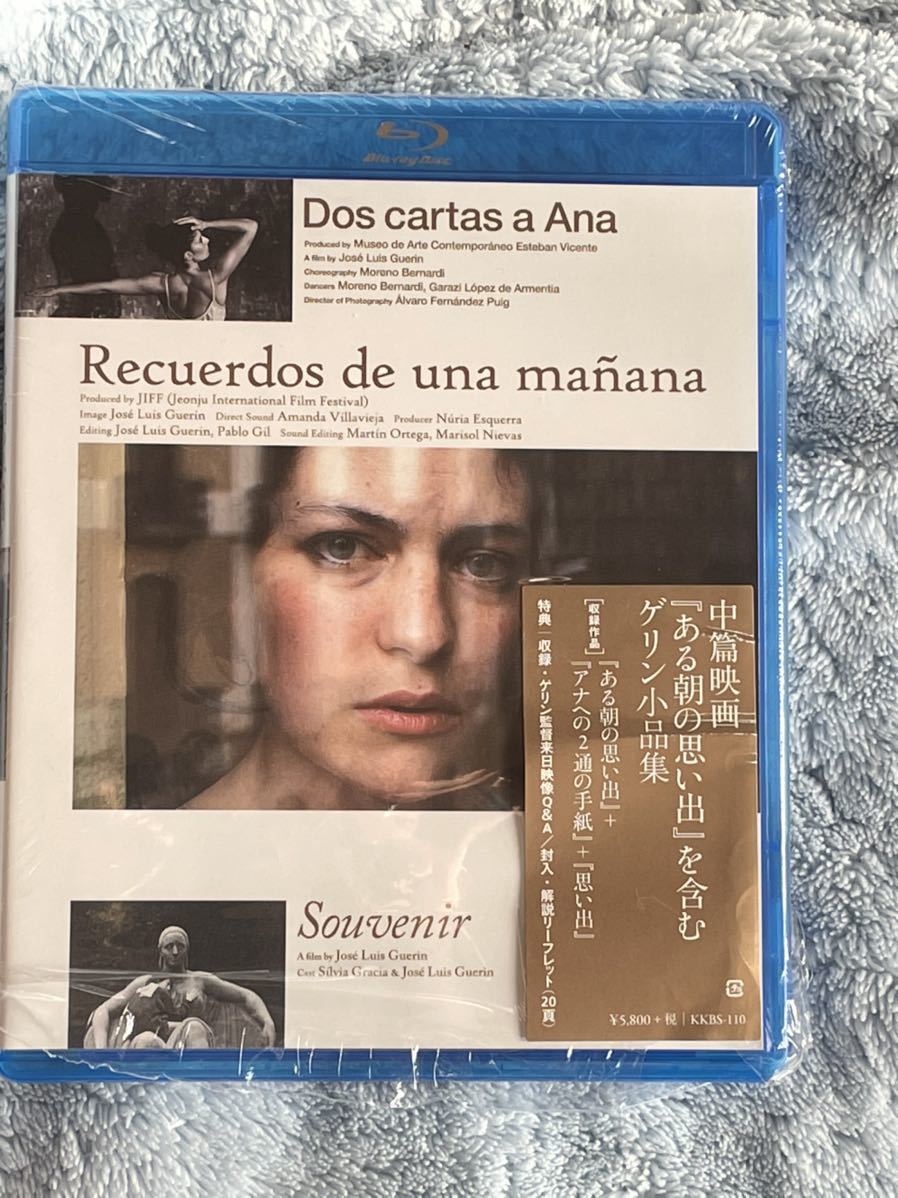 Blu-ray Disc
Dos cartas a Ana
Produced by Museo de Arte Contemporáneo Esteban Vicente
A film by José Luis Guerin
Choreography Moreno Bernardi
Dancers Moreno Bernardi, Garazi López de Armentia
Director of Photography Álvaro Fernández Puig
Recuerdos de una mañana
Produced by JIFF (Jeonju International Film Festival)
Image José Luis Guerin Direct Sound Amanda Villavieja Producer Núria Esquerra
Editing José Luis Guerin, Pablo Gil Sound Editing Martín Ortega, Marisol Nievas
中篇映画
『ある朝の思い出』を含む
ゲリン小品集
[収録作品]『ある朝の思い出』+
『アナへの2通の手紙』+『思い出』
特典|収録・ゲリン監督来日映像Q&A/封入・解説リーフレット(20頁)
¥5,800+税 | KKBS-110
Souvenir
A film by José Luis Guerin
Cast Sílvia Gracia & José Luis Guerin